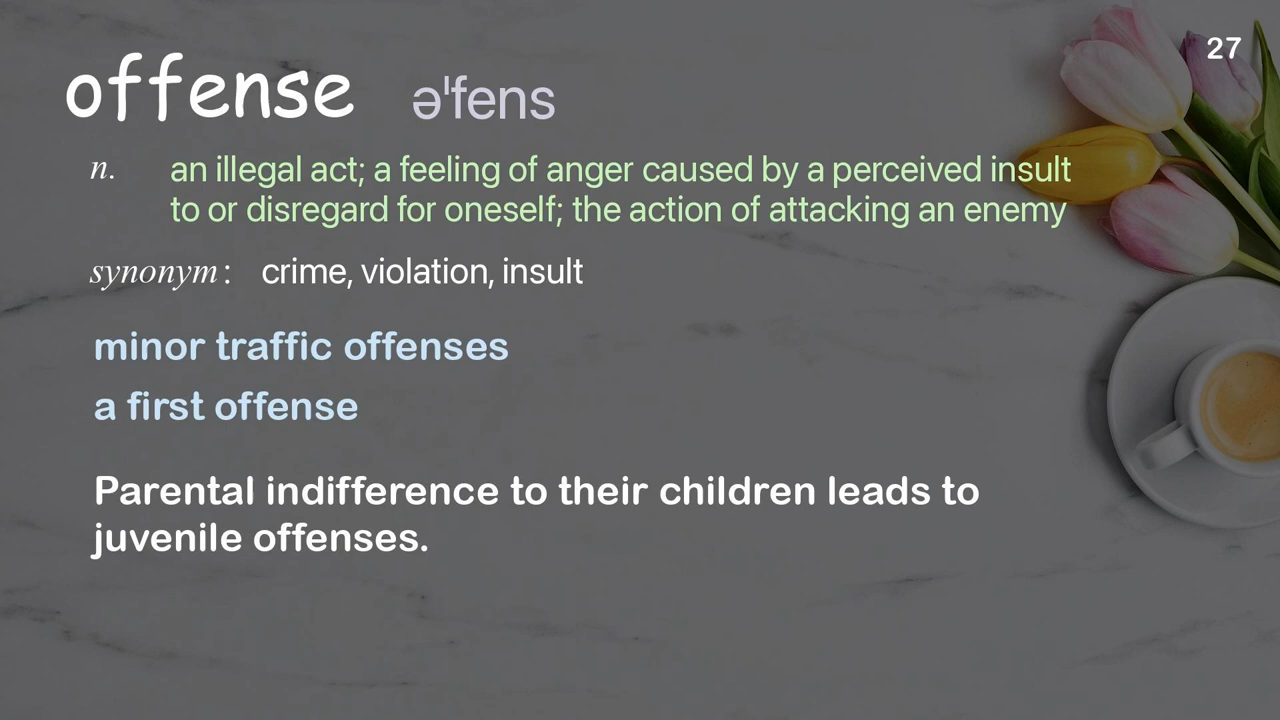 27
offense əˈfens
n. an illegal act; a feeling of anger caused by a perceived insult
to or disregard for oneself; the action of attacking an enemy
synonym: crime, violation, insult
minor traffic offenses
a first offense
Parental indifference to their children leads to
juvenile offenses.